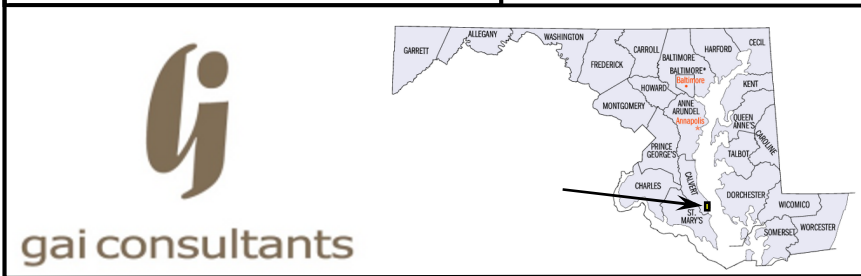 gai consultants
GARRETT
ALLEGANY
WASHINGTON
FREDERICK
CARROLL
BALTIMORE
HARFORD
CECIL
BALTIMORE*
Baltimore
HOWARD
KENT
MONTGOMERY
ANNE
ARUNDEL
Annapolis
QUEEN
ANNE'S
CAROLINE
PRINCE
GEORGE'S
TALBOT
CALVERT
CHARLES
DORCHESTER
ST.
MARY'S
WICOMICO
SOMERSET
WORCESTER